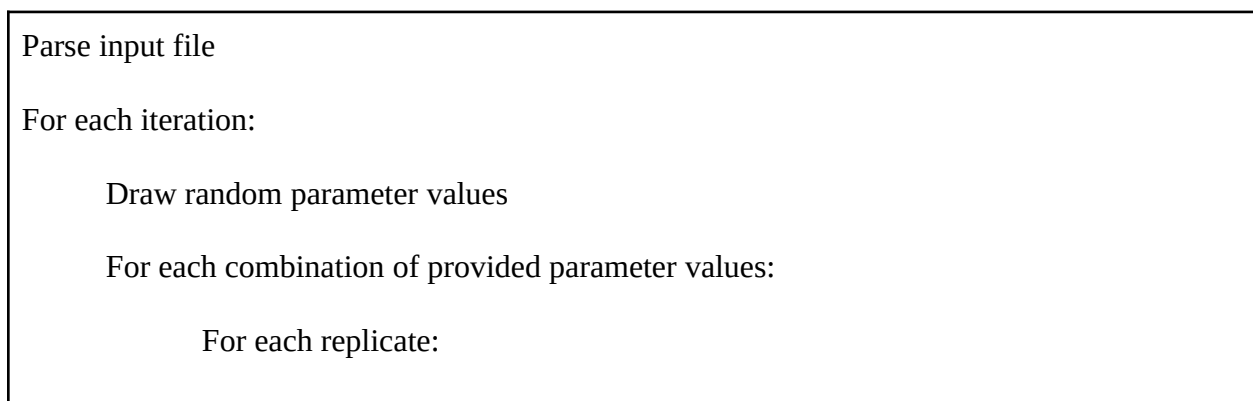 Parse input file
For each iteration:
Draw random parameter values
For each combination of provided parameter values:
For each replicate: